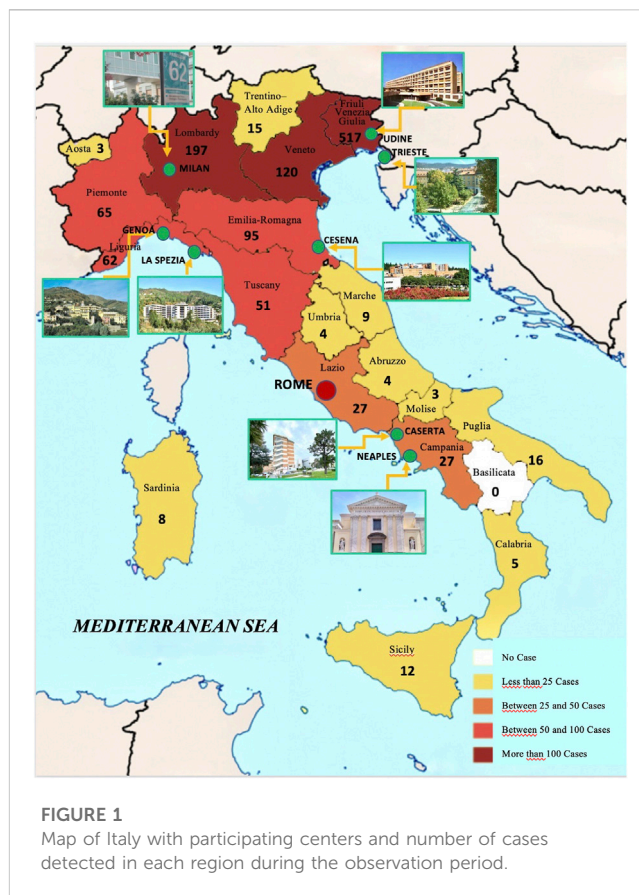 62
Trentino–
Alto Adige
15
Friuli
Venezia
Giulia
517
UDINE
TRIESTE
Lombardy
197
MILAN
Veneto
120
Aosta 3
Piemonte
65
GENOA
Liguria
62
LA SPEZIA
Emilia-Romagna
95
CESENA
Tuscany
51
Marche
9
Umbria
4
Abruzzo
4
Lazio
27
ROME
3
Molise
CASERTA
Campania
27
NEAPLES
Puglia
16
Basilicata
0
Sardinia
8
Calabria
5
MEDITERRANEAN SEA
Sicily
12
No Case
Less than 25 Cases
Between 25 and 50 Cases
Between 50 and 100 Cases
More than 100 Cases
FIGURE 1
Map of Italy with participating centers and number of cases
detected in each region during the observation period.